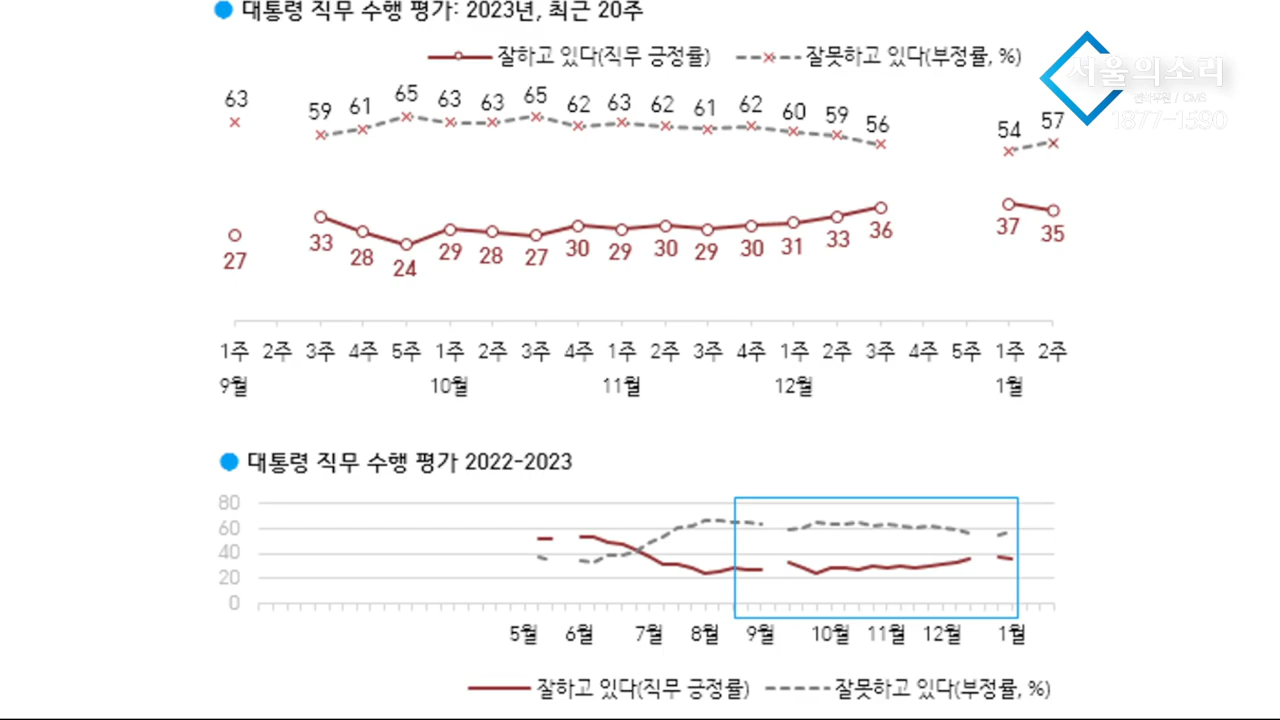 대통령 직무 수행 평가: 2023년, 최근 20주
잘하고 있다(직무 긍정률) 잘못하고 있다(부정률, %)
서울의소리
1877-1580
63 59 61 65 63 63 65 62 63 62 61 62 60 59 56 54 57
27 33 28 24 29 28 27 30 29 30 29 30 31 33 36 37 35
1주 2주 3주 4주 5주 1주 2주 3주 4주 1주 2주 3주 4주 1주 2주 3주 4주 5주 1주 2주
9월 10월 11월 12월 1월
대통령 직무 수행 평가 2022-2023
80
60
40
20
0
5월 6월 7월 8월 9월 10월 11월 12월 1월
잘하고 있다(직무 긍정률) 잘못하고 있다(부정률, %)